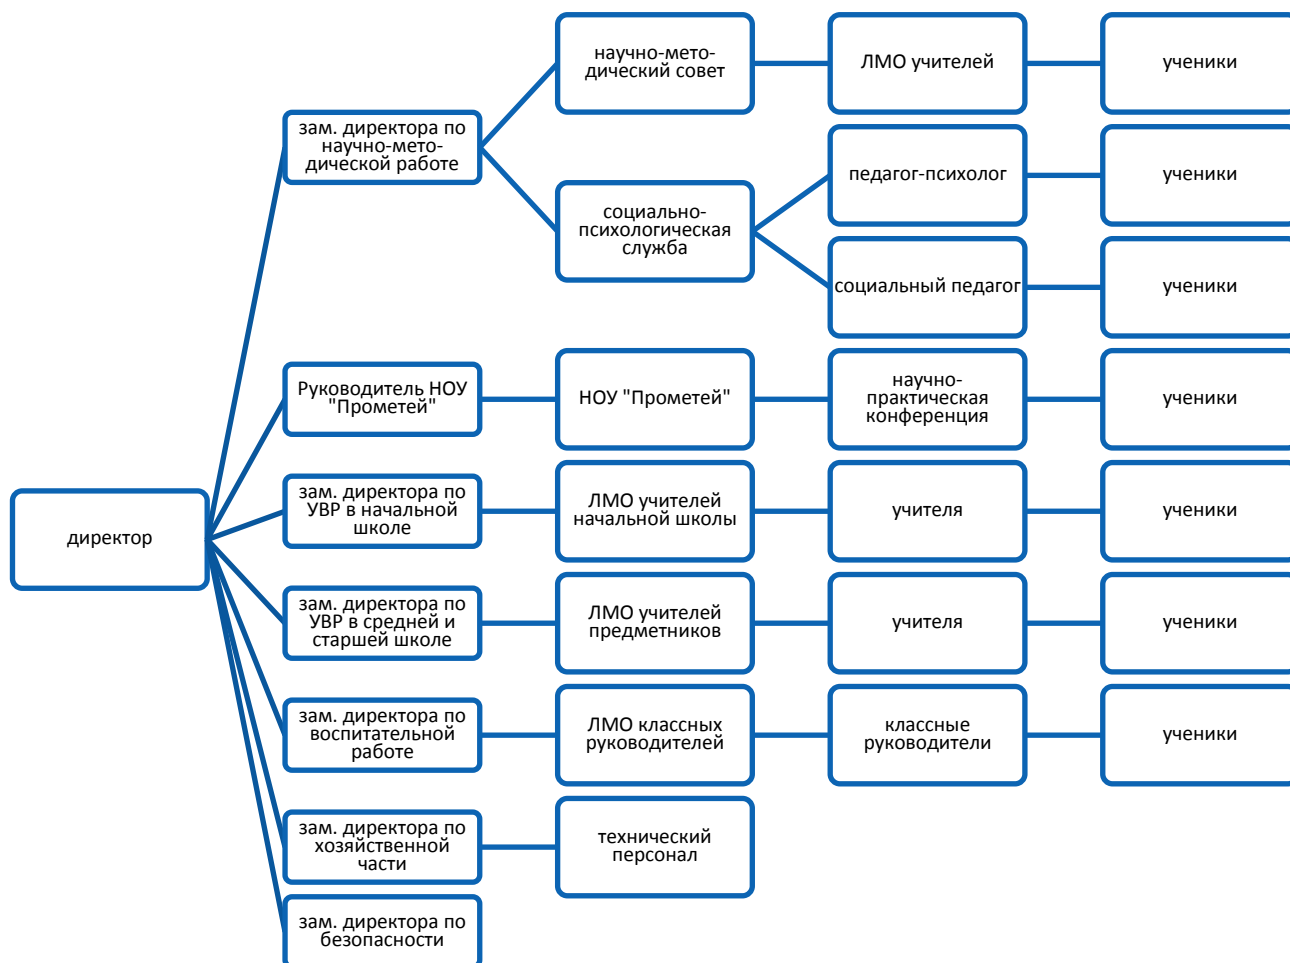 научно-мето-
дический совет
ЛМО учителей
ученики
зам. директора по
научно-мето-
дической работе
педагог-психолог
ученики
социально-
психологическая
служба
социальный педагог
ученики
Руководитель НОУ
"Прометей"
НОУ "Прометей"
научно-
практическая
конференция
ученики
директор
зам. директора по
УВР в начальной
школе
ЛМО учителей
начальной школы
учителя
ученики
зам. директора по
УВР в средней и
старшей школе
ЛМО учителей
предметников
учителя
ученики
зам. директора по
воспитательной
работе
ЛМО классных
руководителей
классные
руководители
ученики
зам. директора по
хозяйственной
части
технический
персонал
зам. директора по
безопасности